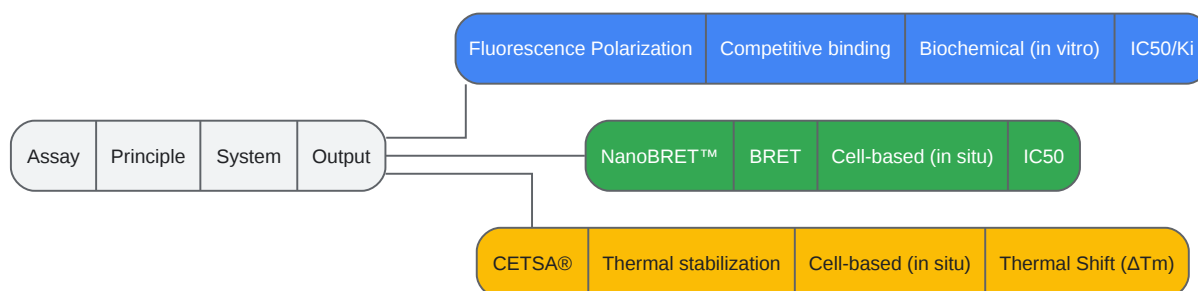 Fluorescence Polarization Competitive binding Biochemical (in vitro) IC50/Ki
Assay Principle System Output
NanoBRET™ BRET Cell-based (in situ) IC50
CETSA® Thermal stabilization Cell-based (in situ) Thermal Shift (ΔTm)